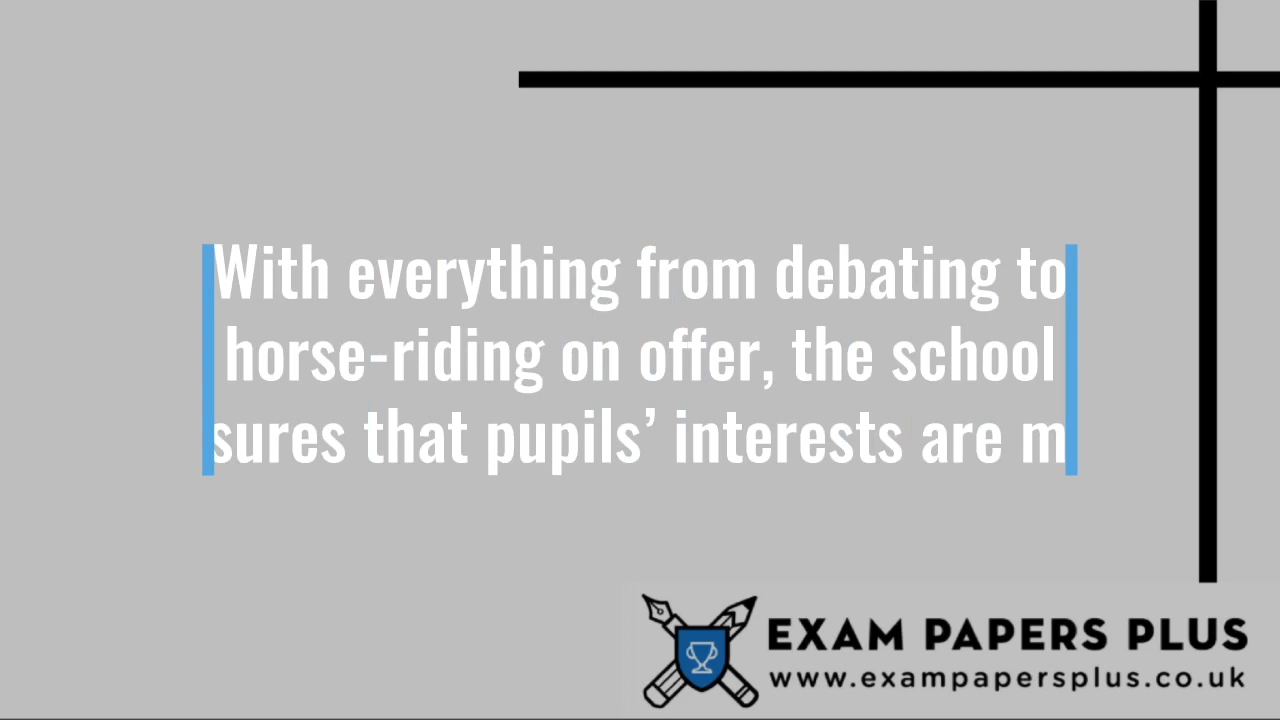 With everything from debating to
horse-riding on offer, the school
sures that pupils’ interests are m
EXAM PAPERS PLUS
www.exampapersplus.co.uk